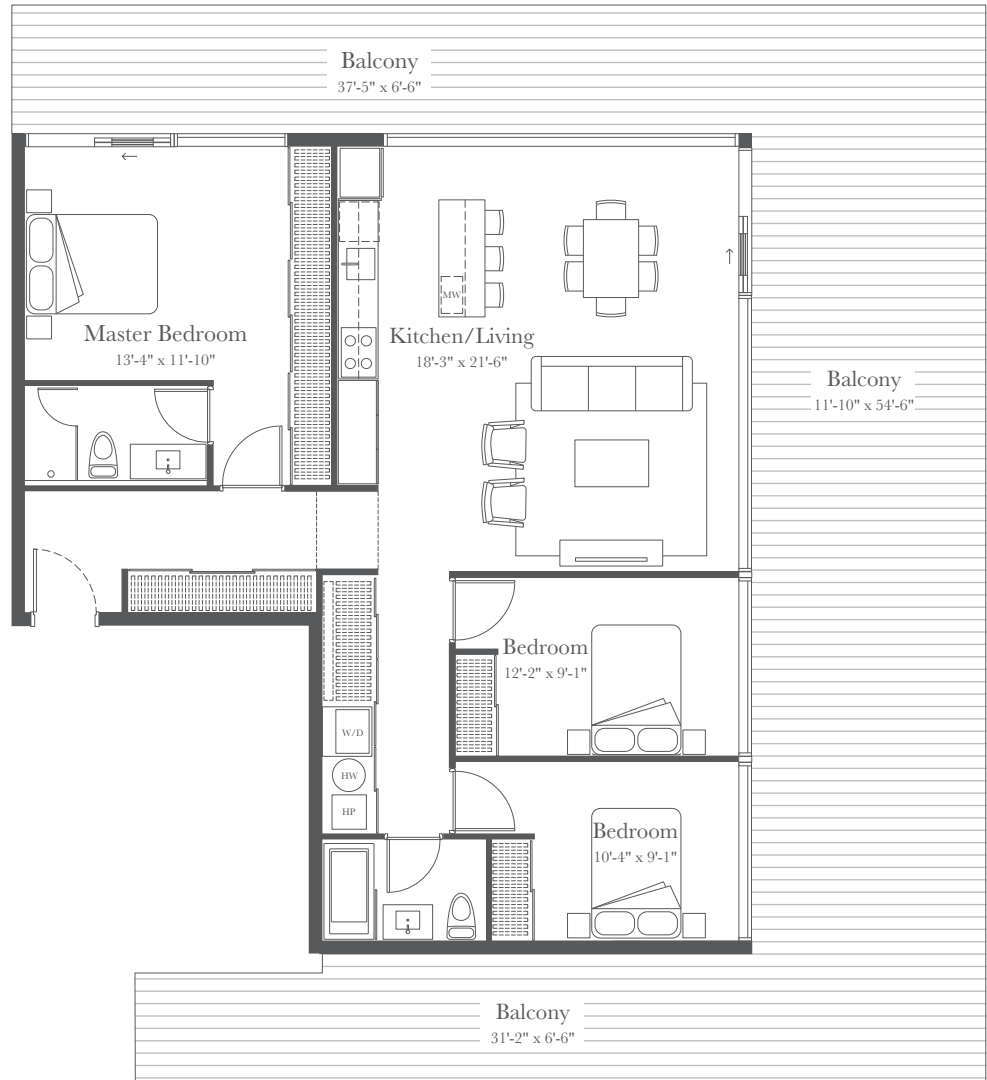 Balcony
37'-5" x 6'-6"
MW
Master Bedroom
13'-4" x 11'-10"
Kitchen/Living
18'-3" x 21'-6"
Balcony
11'-10" x 54'-6"
Bedroom
12'-2" x 9'-1"
W/D
HW
HP
Bedroom
10'-4" x 9'-1"
Balcony
31'-2" x 6'-6"